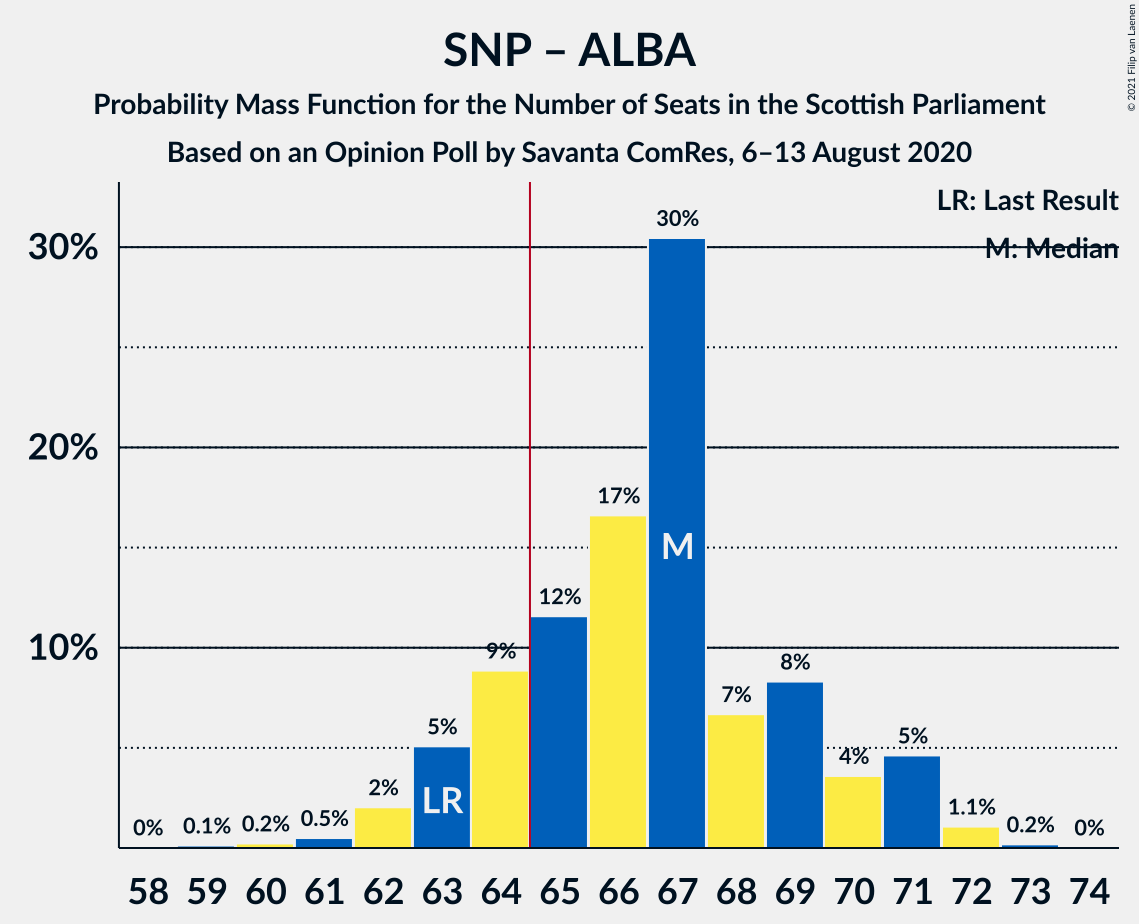 SNP – ALBA
Probability Mass Function for the Number of Seats in the Scottish Parliament
Based on an Opinion Poll by Savanta ComRes, 6–13 August 2020
© 2021 Filip van Laenen
LR: Last Result
M: Median
30%
20%
10%
0%
0.1%
0.2%
0.5%
2%
5%
9%
12%
17%
30%
7%
8%
4%
5%
1.1%
0.2%
0%
LR
M
58 59 60 61 62 63 64 65 66 67 68 69 70 71 72 73 74